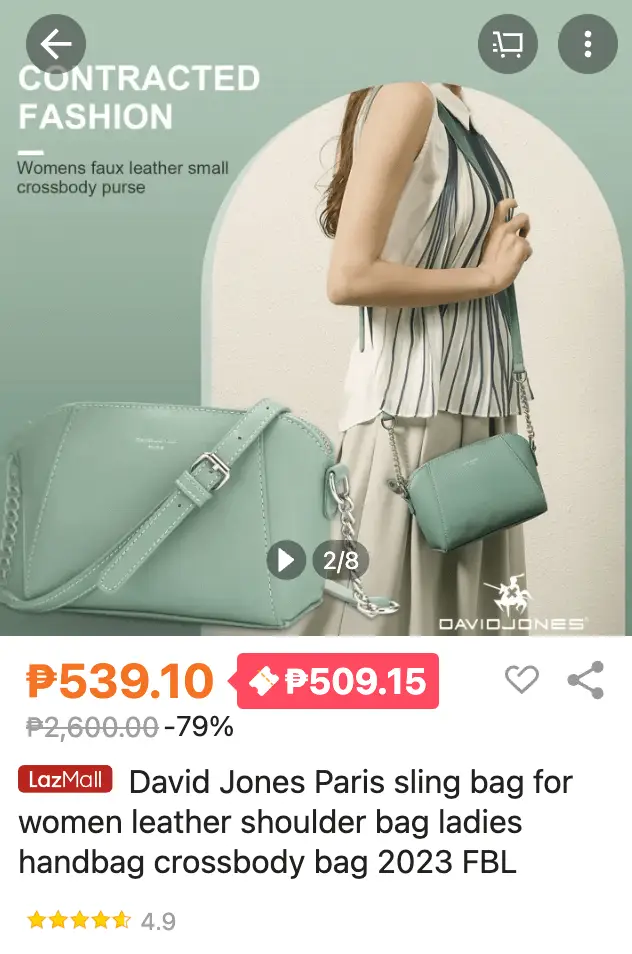 CONTRACTED
FASHION
Womens faux leather small
crossbody purse
2/8
DAVIDJONES
₱539.10
₱509.15
₱2,600.00 -79%
LazMall David Jones Paris sling bag for
women leather shoulder bag ladies
handbag crossbody bag 2023 FBL
4.9